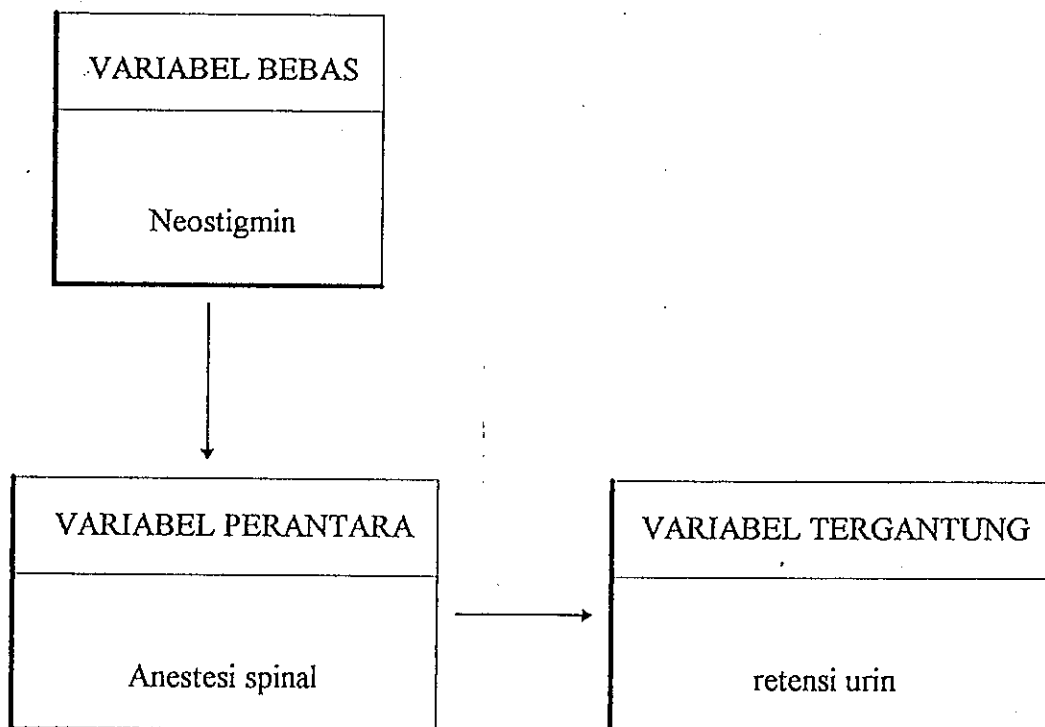 VARIABEL BEBAS
Neostigmin
VARIABEL PERANTARA
Anestesi spinal
VARIABEL TERGANTUNG
retensi urin